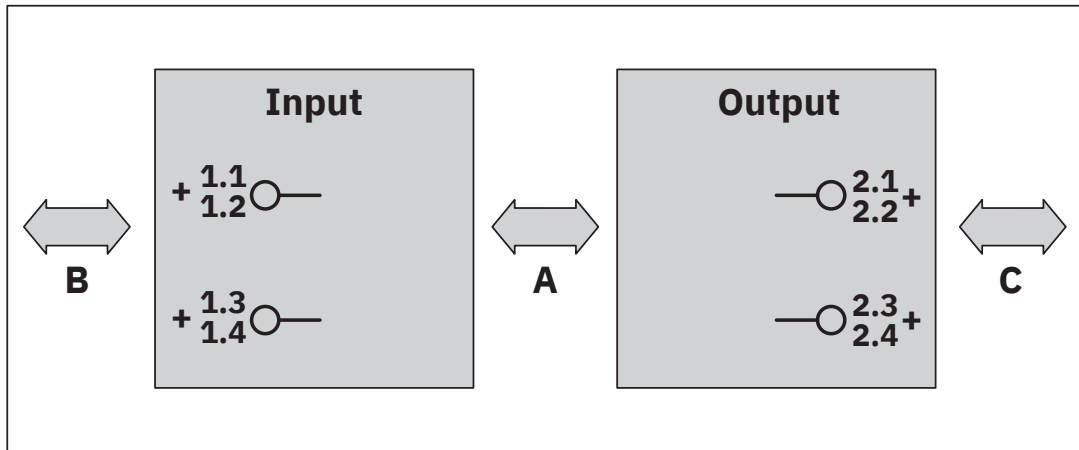 Input
Output
+ 1.1
1.2
2.1
2.2 +
B
A
C
+ 1.3
1.4
2.3
2.4 +